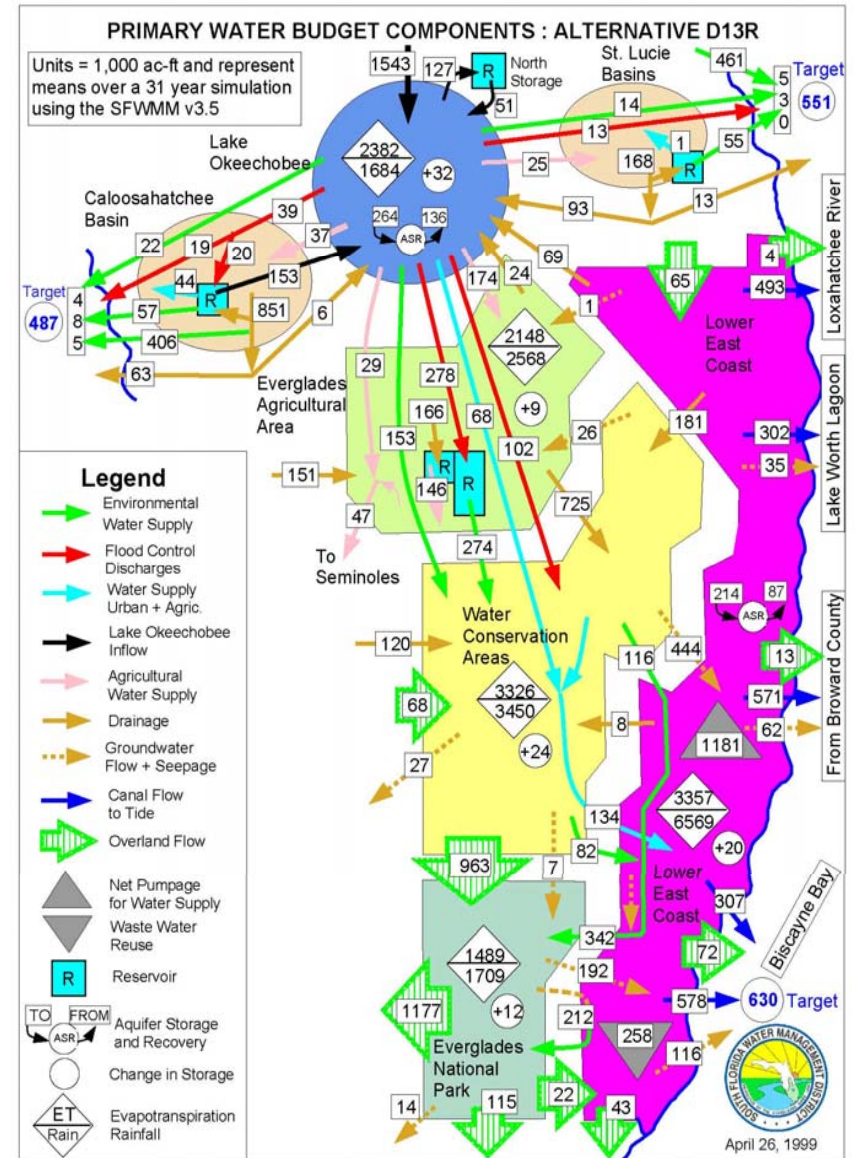 PRIMARY WATER BUDGET COMPONENTS : ALTERNATIVE D13R
Units = 1,000 ac-ft and represent
means over a 31 year simulation
using the SFWMM v3.5
1543
127
R
North
Storage
51
St. Lucie
Basins
461
5
3
0
Target
551
14
13
25
1
168
R
55
13
93
Lake
Okeechobee
2382
1684
+32
264
ASR
136
Caloosahatchee
Basin
39
22
19
20
37
44
R
153
57
851
6
406
63
Target
487
4
8
5
69
24
174
1
65
4
493
Loxahatchee River
Lower
East
Coast
2148
2568
+9
Everglades
Agricultural
Area
29
278
166
68
153
102
26
181
302
35
Lake Worth Lagoon
R
R
146
151
47
725
274
To
Seminoles
Legend
Environmental
Water Supply
Flood Control
Discharges
Water Supply
Urban + Agric.
Lake Okeechobee
Inflow
Agricultural
Water Supply
Drainage
Groundwater
Flow + Seepage
Canal Flow
to Tide
Overland Flow
Net Pumpage
for Water Supply
Waste Water
Reuse
R
Reservoir
TO
FROM
ASR
Aquifer Storage
and Recovery
Change in Storage
ET
Rain
Evapotranspiration
Rainfall
Water
Conservation
Areas
120
68
3326
3450
+24
27
116
444
8
214
ASR
87
13
571
62
From Broward County
1181
3357
6569
+20
134
82
7
963
Lower
East
Coast
307
Biscayne Bay
342
72
1489
1709
+12
192
578
630
Target
1177
212
258
116
Everglades
National
Park
14
115
22
43
SOUTH FLORIDA WATER MANAGEMENT DISTRICT
April 26, 1999